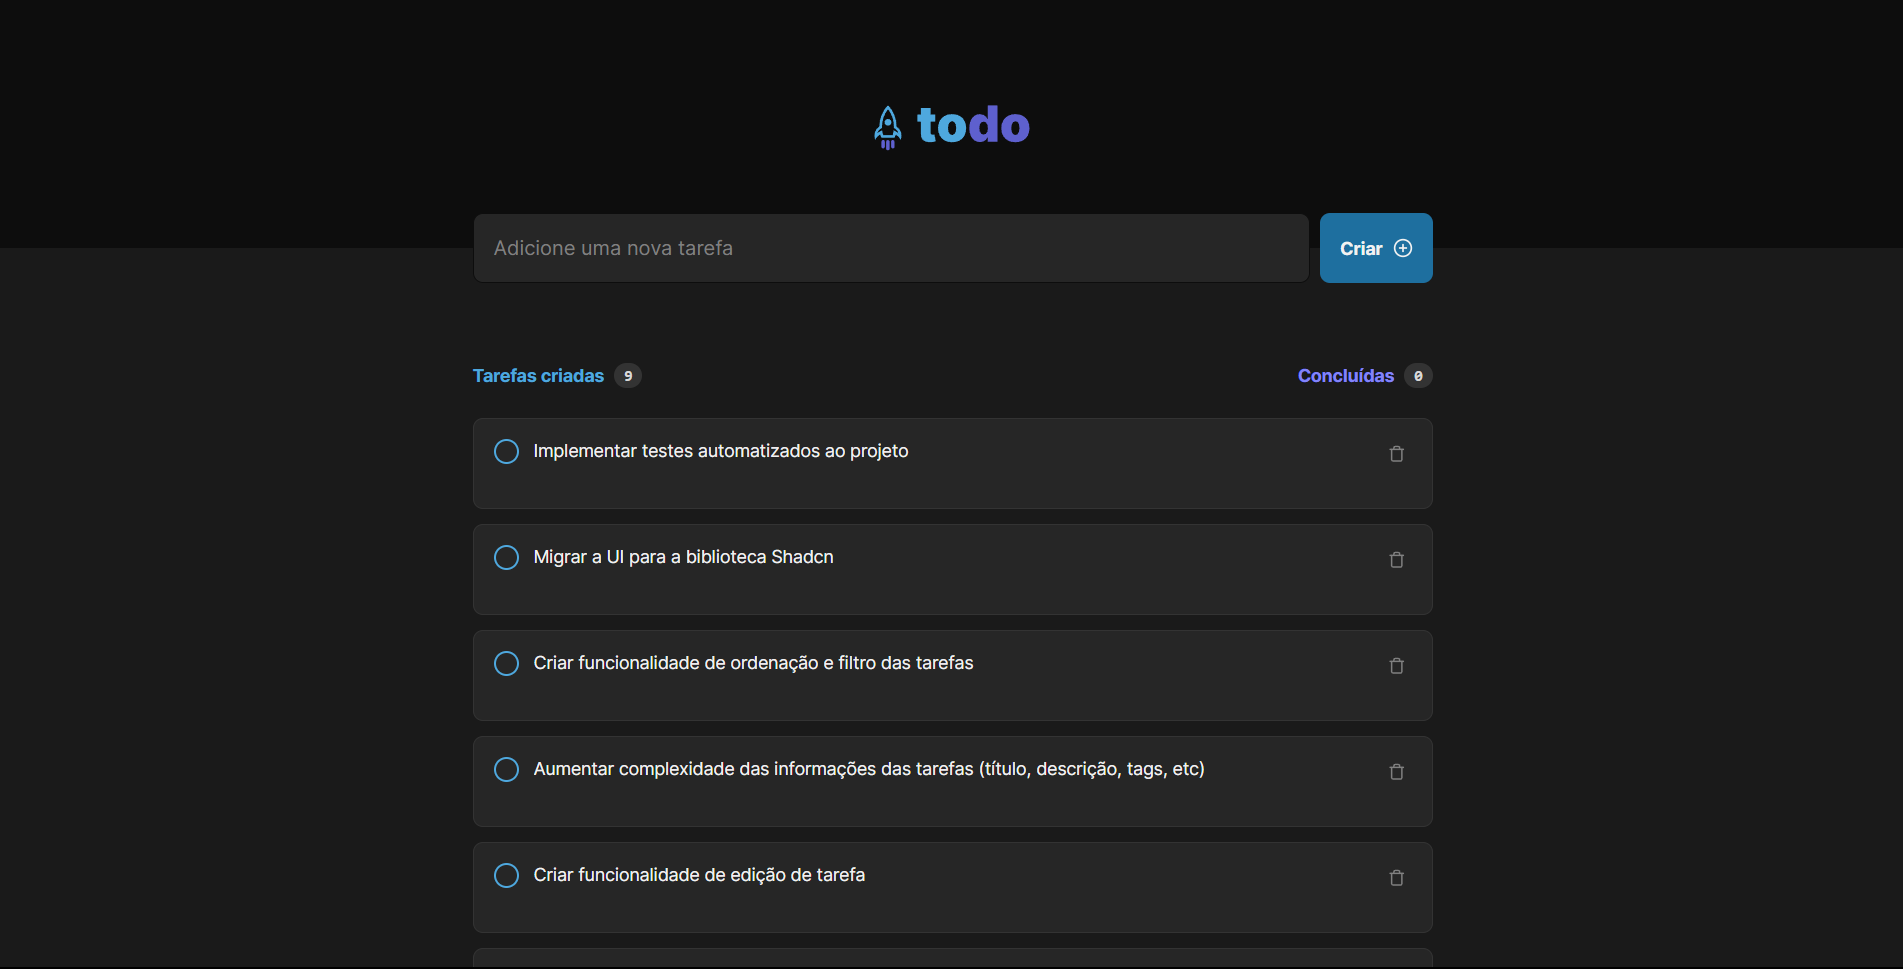 todo
Adicione uma nova tarefa
Criar
Tarefas criadas 9
Concluídas 0
Implementar testes automatizados ao projeto
Migrar a UI para a biblioteca Shadcn
Criar funcionalidade de ordenação e filtro das tarefas
Aumentar complexidade das informações das tarefas (título, descrição, tags, etc)
Criar funcionalidade de edição de tarefa